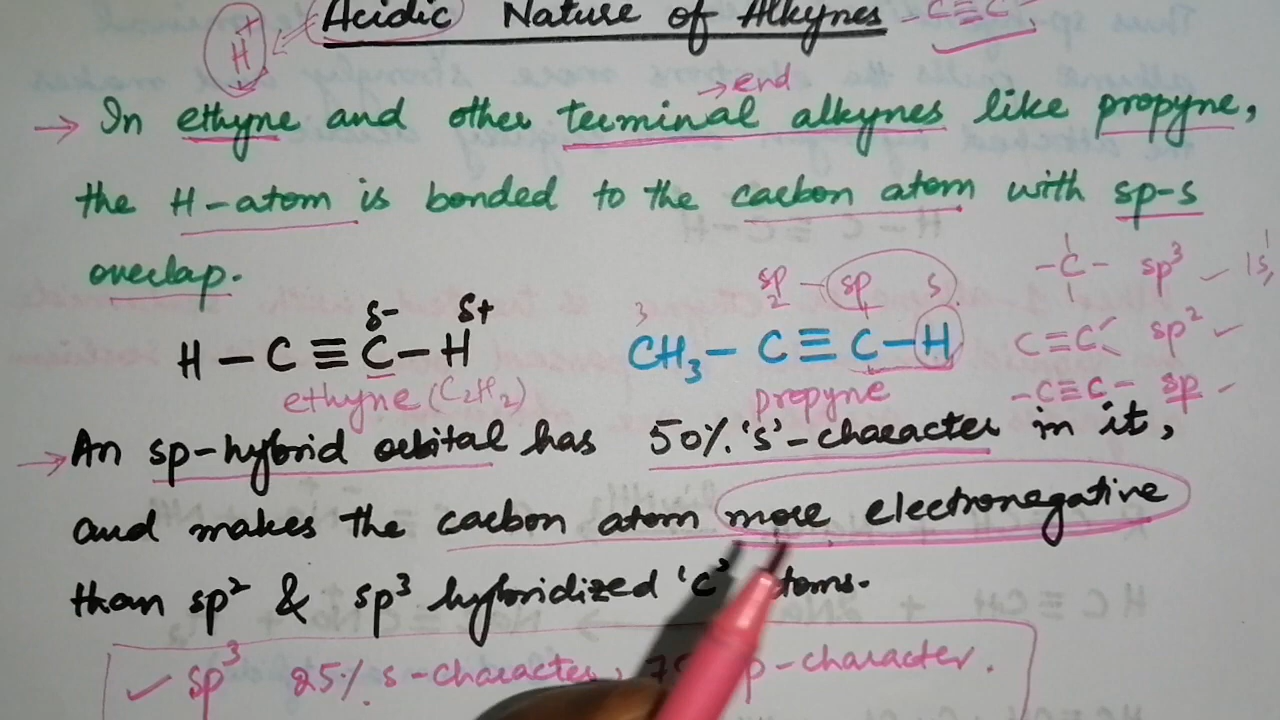 H⁺ Acidic Nature of Alkynes - C≡C-
→ end
→ In ethyne and other terminal alkynes like propyne,
the H-atom is bonded to the carbon atom with sp-s
overlap.
-C- sp³ 1s,
sp - sp s
2
δ- δ+
3
H - C ≡ C - H CH₃ - C ≡ C - H C=C sp²
ethyne (C₂H₂) propyne -C≡C- sp
→ An sp-hybrid orbital has 50% 's'-character in it,
and makes the carbon atom more electronegative
than sp² & sp³ hybridized 'C' atoms.
✓ sp³ 25% s-character, p-character.